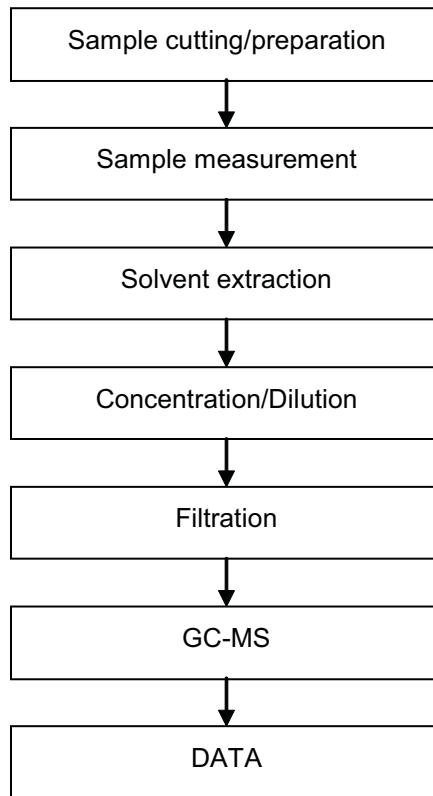 Sample cutting/preparation
Sample measurement
Solvent extraction
Concentration/Dilution
Filtration
GC-MS
DATA